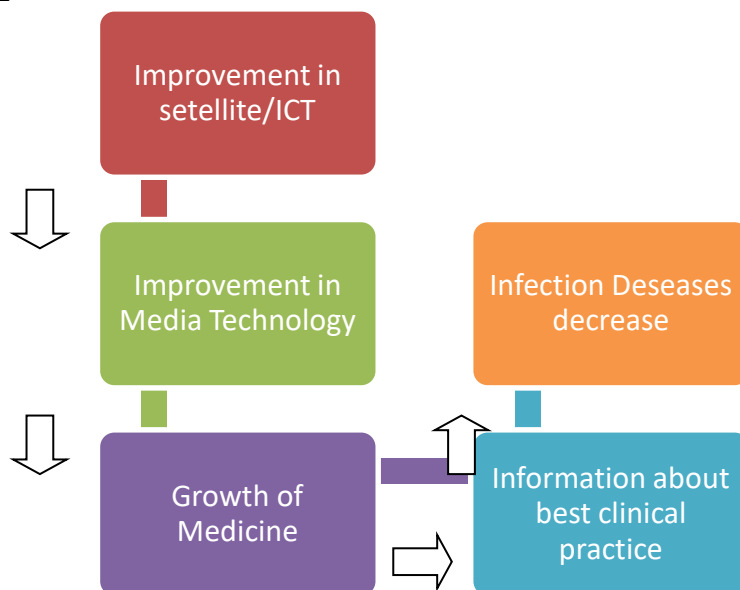 Improvement in
setellite/ICT
Improvement in
Media Technology
Growth of
Medicine
Information about
best clinical
practice
Infection Deseases
decrease